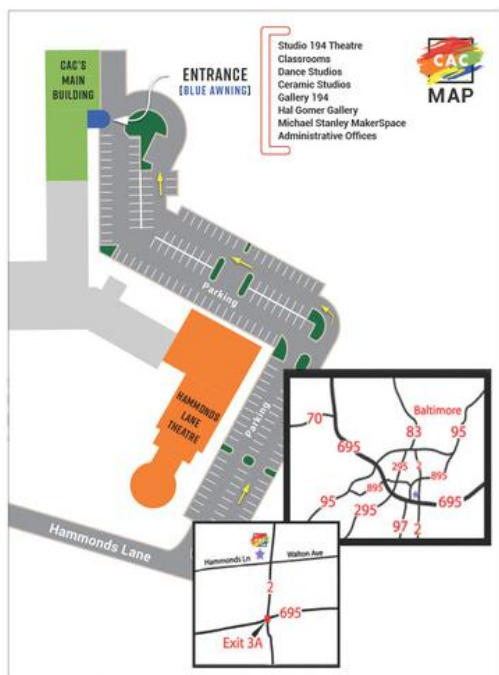 CAC'S
MAIN
BUILDING
ENTRANCE
[BLUE AWNING]
Studio 194 Theatre
Classrooms
Dance Studios
Ceramic Studios
Gallery 194
Hal Gomer Gallery
Michael Stanley MakerSpace
Administrative Offices
CAC
MAP
Parking
HAMMONDS
LANE
THEATRE
Parking
Hammonds Lane
Baltimore
70
83
95
695
295
2
895
895
95
295
695
97
2
Hammonds Ln
Walton Ave
2
695
Exit 3A